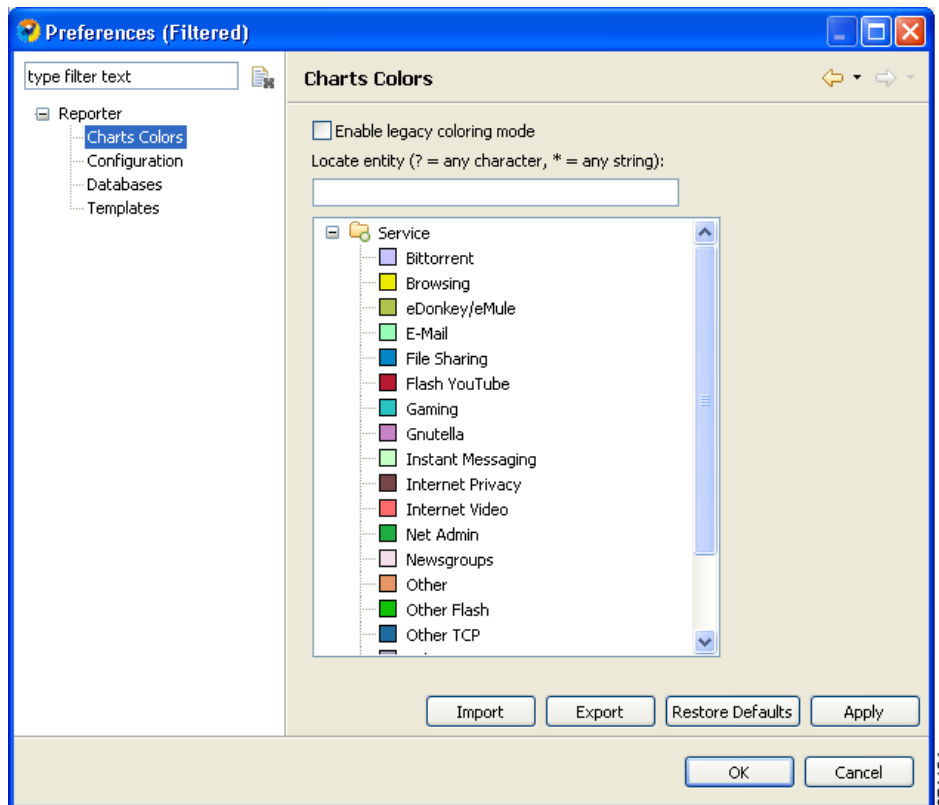 Preferences (Filtered)
type filter text
Reporter
Charts Colors
Configuration
Databases
Templates
Charts Colors
Enable legacy coloring mode
Locate entity (? = any character, * = any string):
Service
Bittorrent
Browsing
eDonkey/eMule
E-Mail
File Sharing
Flash YouTube
Gaming
Gnutella
Instant Messaging
Internet Privacy
Internet Video
Net Admin
Newsgroups
Other
Other Flash
Other TCP
Import
Export
Restore Defaults
Apply
OK
Cancel